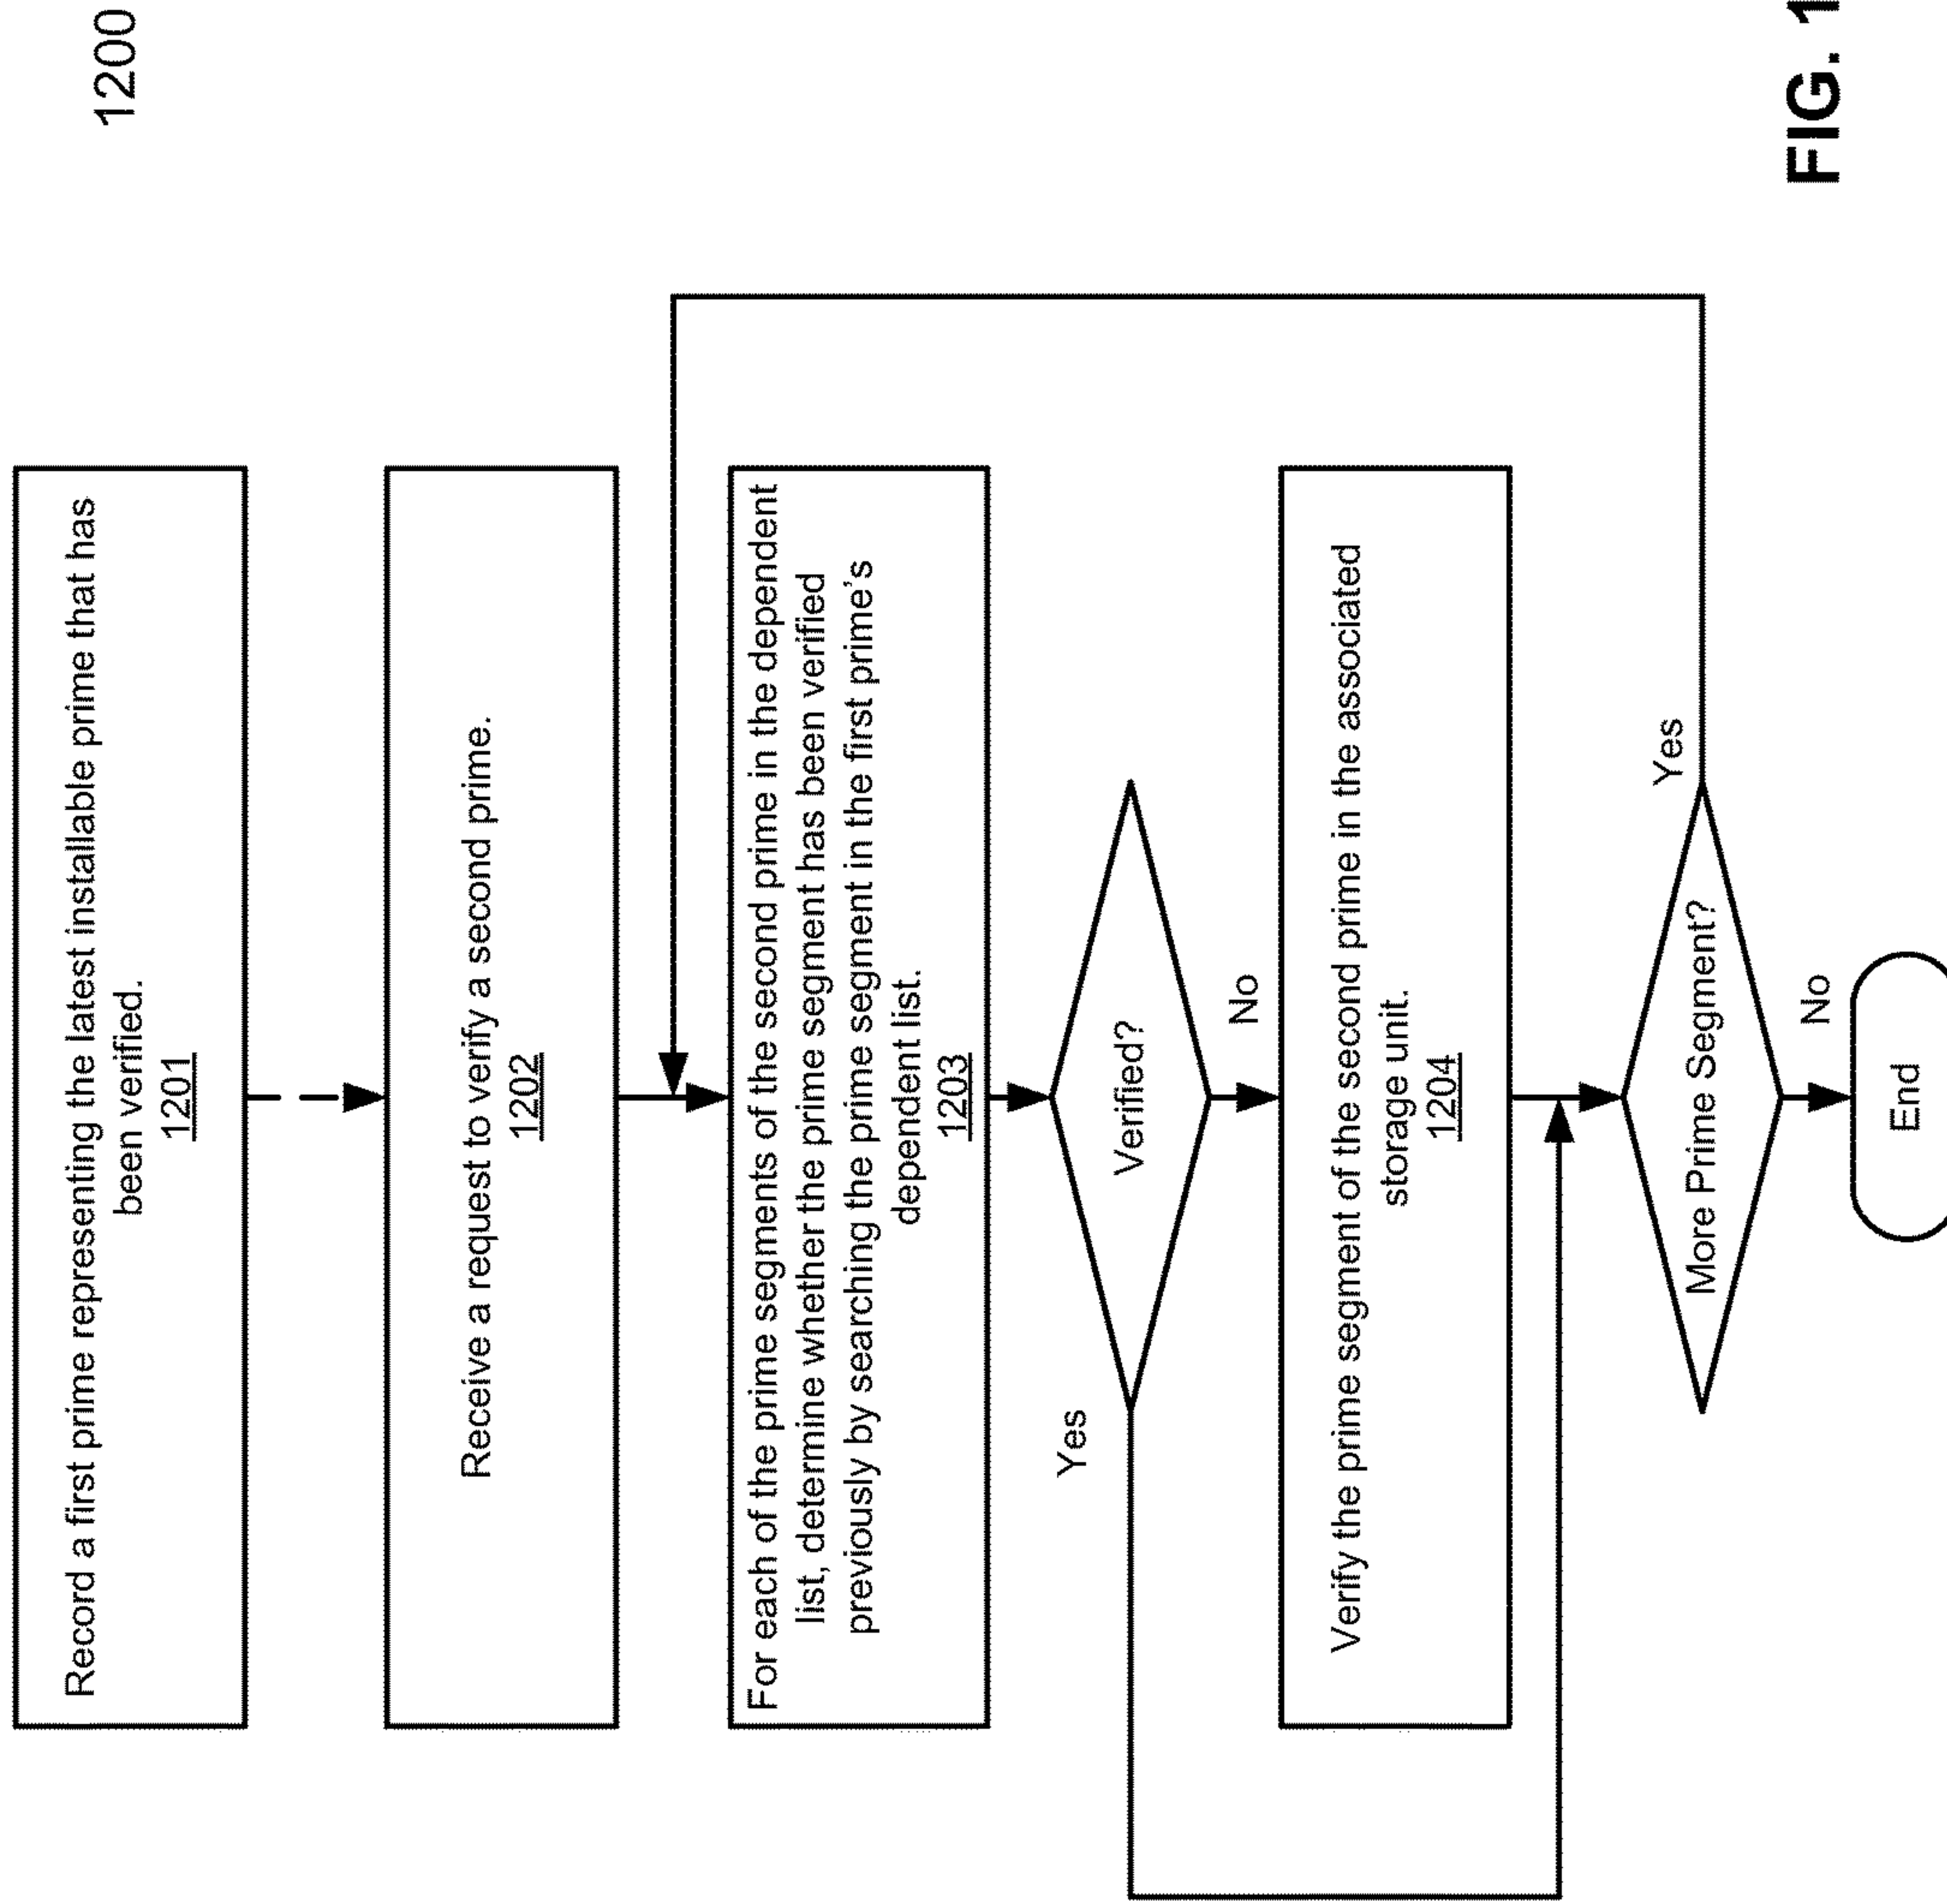 1200
Record a first prime representing the latest installable prime that has
been verified.
1201
Receive a request to verify a second prime.
1202
For each of the prime segments of the second prime in the dependent
list, determine whether the prime segment has been verified
previously by searching the prime segment in the first prime's
dependent list.
1203
Verified?
Yes
No
Verify the prime segment of the second prime in the associated
storage unit.
1204
More Prime Segment?
Yes
No
End
FIG. 1